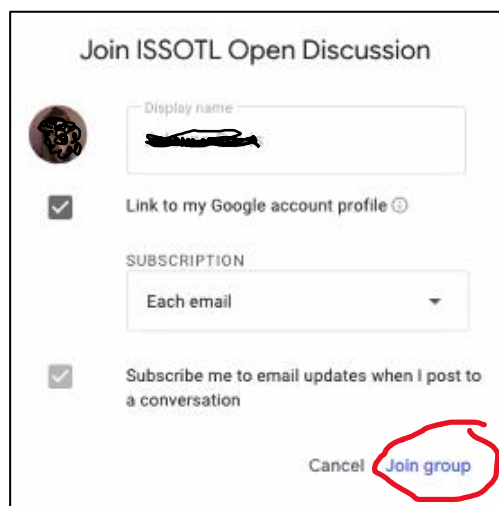 Join ISSOTL Open Discussion
Display name
Link to my Google account profile
SUBSCRIPTION
Each email
Subscribe me to email updates when I post to
a conversation
Cancel Join group